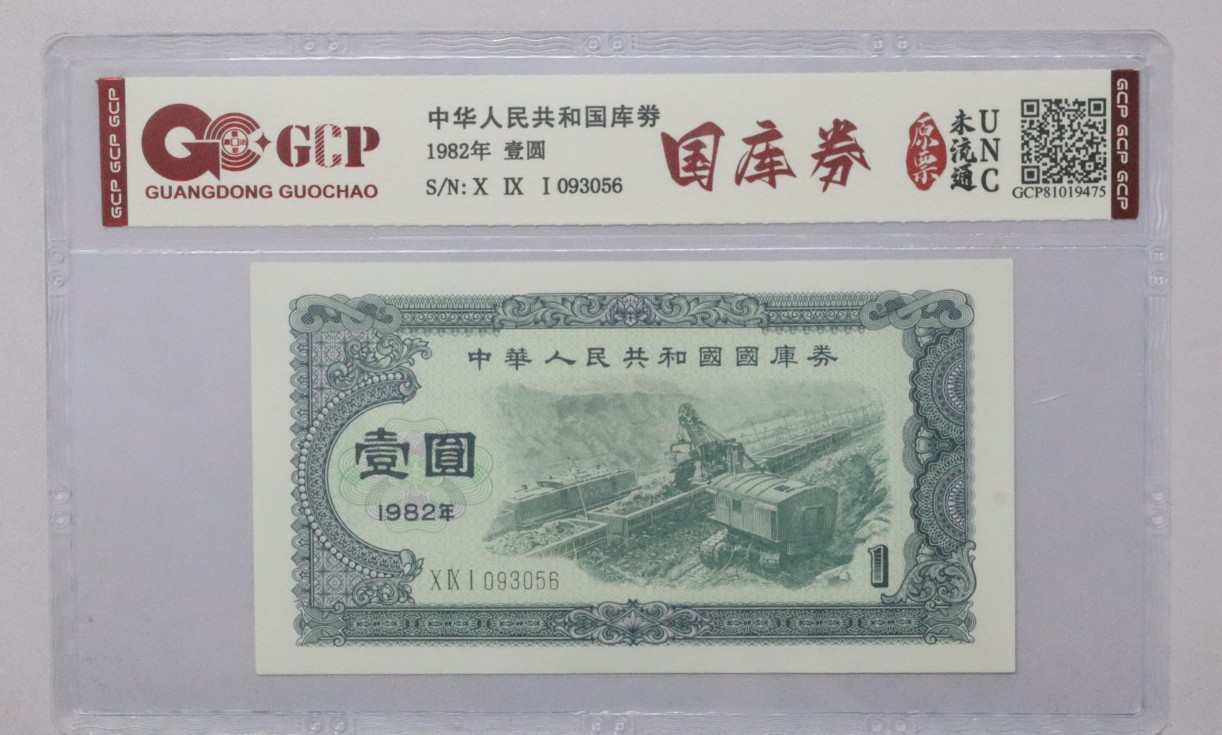 GCP GCP GCP
GCP
GUANGDONG GUOCHAO
中华人民共和国库券
1982年 壹圆
S/N: X IX I 093056
国库券
原票
未流通
UNC
GCP81019475
GCP GCP GCP
中華人民共和國國庫券
壹圓
1982年
X IX I 093056
1